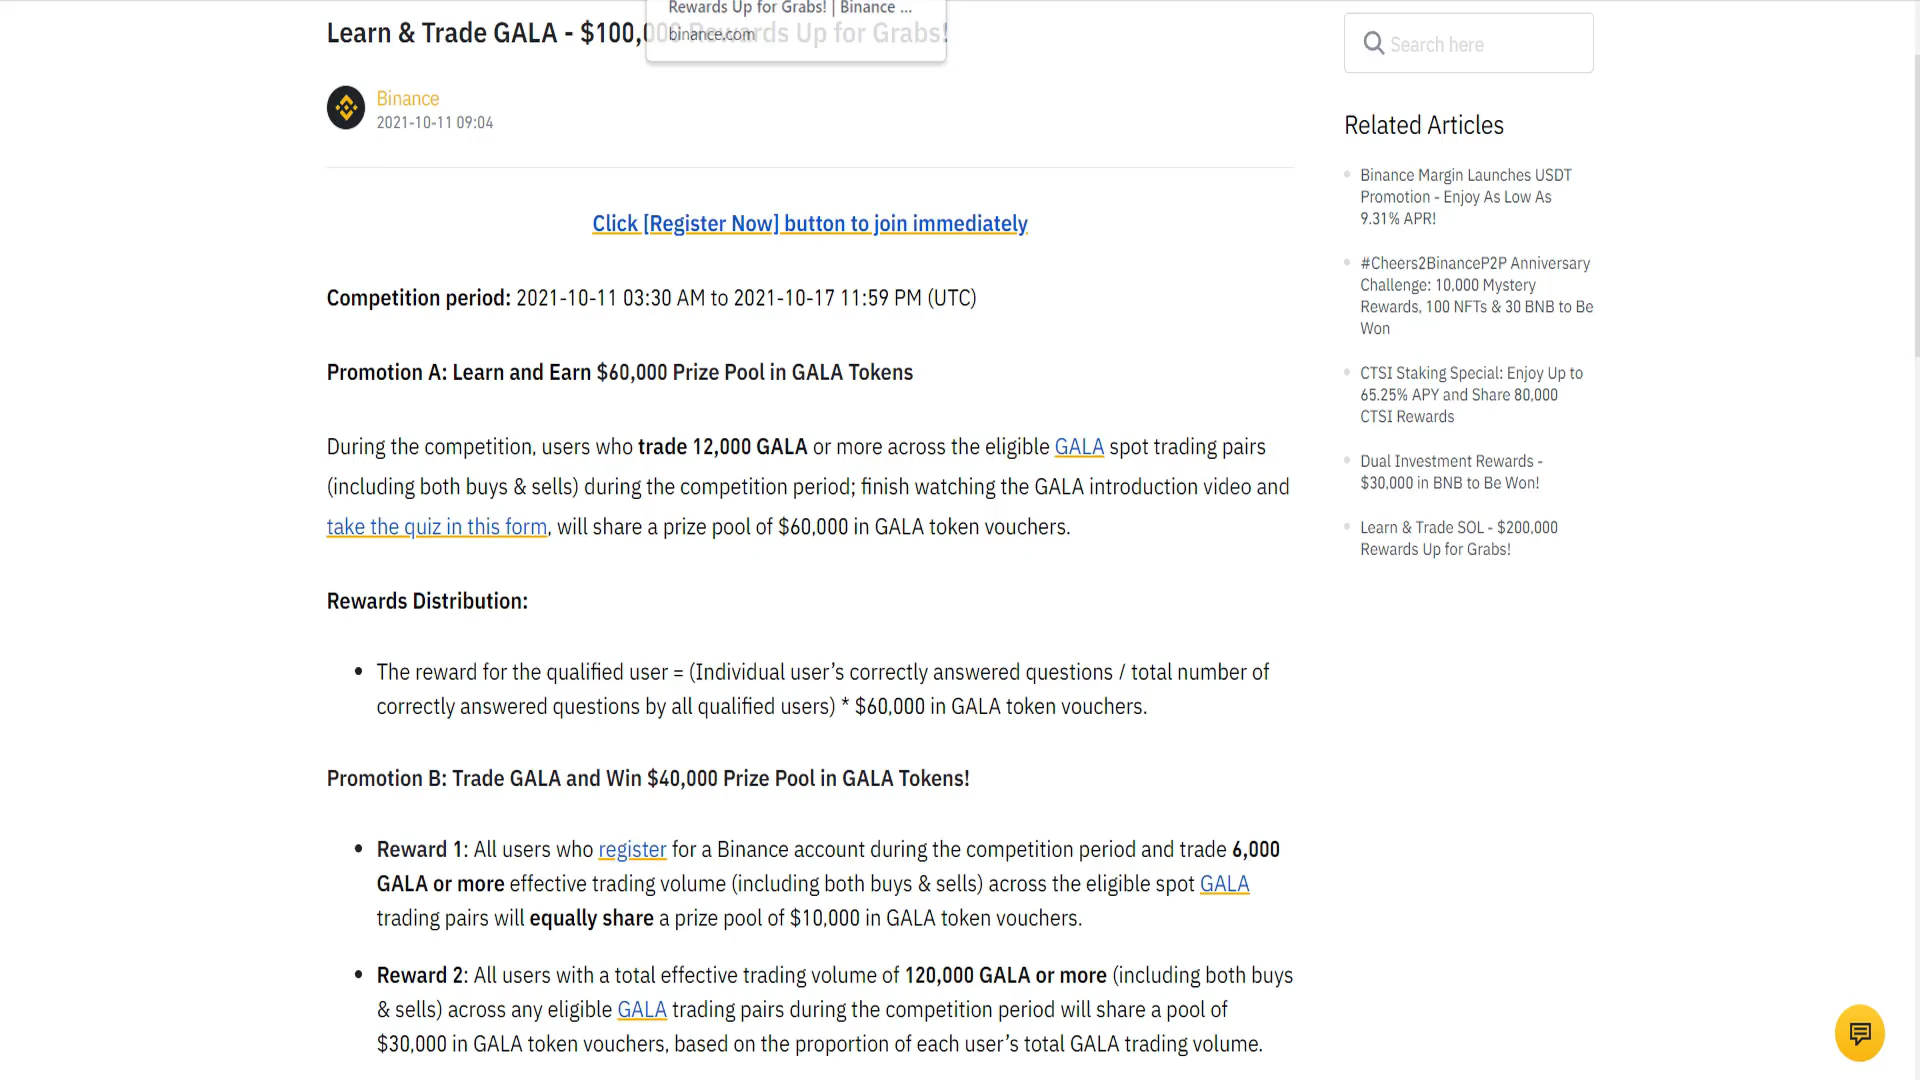 Rewards Up for Grabs! | Binance ...
Learn & Trade GALA - $100,000 Rewards Up for Grabs!
binance.com
Binance
2021-10-11 09:04
Click [Register Now] button to join immediately
Competition period: 2021-10-11 03:30 AM to 2021-10-17 11:59 PM (UTC)
Promotion A: Learn and Earn $60,000 Prize Pool in GALA Tokens
During the competition, users who trade 12,000 GALA or more across the eligible GALA spot trading pairs
(including both buys & sells) during the competition period; finish watching the GALA introduction video and
take the quiz in this form, will share a prize pool of $60,000 in GALA token vouchers.
Rewards Distribution:
• The reward for the qualified user = (Individual user’s correctly answered questions / total number of
correctly answered questions by all qualified users) * $60,000 in GALA token vouchers.
Promotion B: Trade GALA and Win $40,000 Prize Pool in GALA Tokens!
• Reward 1: All users who register for a Binance account during the competition period and trade 6,000
GALA or more effective trading volume (including both buys & sells) across the eligible spot GALA
trading pairs will equally share a prize pool of $10,000 in GALA token vouchers.
• Reward 2: All users with a total effective trading volume of 120,000 GALA or more (including both buys
& sells) across any eligible GALA trading pairs during the competition period will share a pool of
$30,000 in GALA token vouchers, based on the proportion of each user’s total GALA trading volume.
Search here
Related Articles
Binance Margin Launches USDT
Promotion - Enjoy As Low As
9.31% APR!
#Cheers2BinanceP2P Anniversary
Challenge: 10,000 Mystery
Rewards, 100 NFTs & 30 BNB to Be
Won
CTSI Staking Special: Enjoy Up to
65.25% APY and Share 80,000
CTSI Rewards
Dual Investment Rewards -
$30,000 in BNB to Be Won!
Learn & Trade SOL - $200,000
Rewards Up for Grabs!